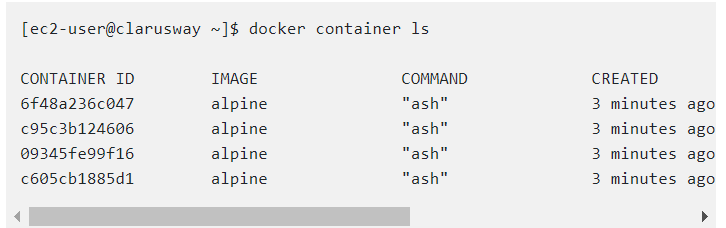 [ec2-user@clarusway ~]$ docker container ls
CONTAINER ID IMAGE COMMAND CREATED
6f48a236c047 alpine "ash" 3 minutes ago
c95c3b124606 alpine "ash" 3 minutes ago
09345fe99f16 alpine "ash" 3 minutes ago
c605cb1885d1 alpine "ash" 3 minutes ago